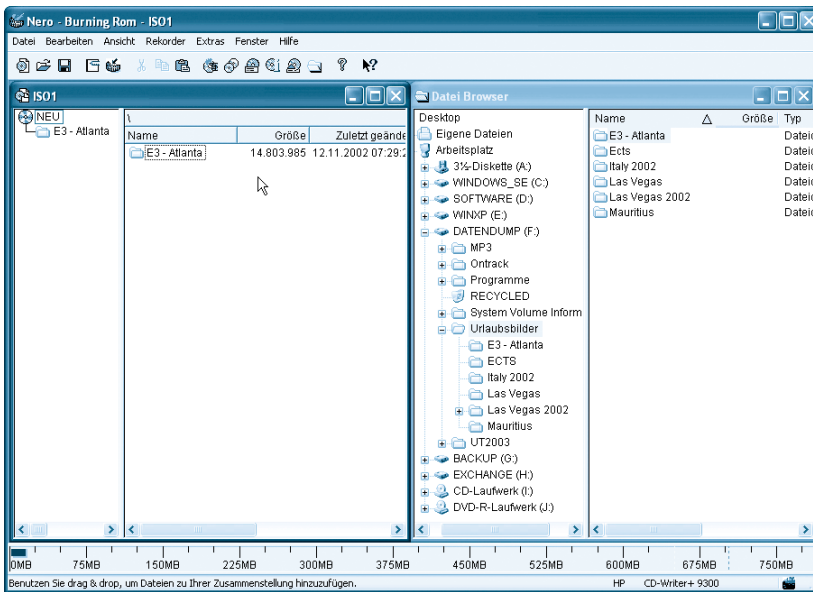 Nero - Burning Rom - ISO1
Datei Bearbeiten Ansicht Rekorder Extras Fenster Hilfe
ISO1
NEU
E3 - Atlanta
\
Name Größe Zuletzt geände
E3 - Atlanta 14.803.985 12.11.2002 07:29:2
Datei Browser
Desktop
Eigene Dateien
Arbeitsplatz
3½-Diskette (A:)
WINDOWS_SE (C:)
SOFTWARE (D:)
WINXP (E:)
DATENDUMP (F:)
MP3
Ontrack
Programme
RECYCLED
System Volume Inform
Urlaubsbilder
E3 - Atlanta
ECTS
Italy 2002
Las Vegas
Las Vegas 2002
Mauritius
UT2003
BACKUP (G:)
EXCHANGE (H:)
CD-Laufwerk (I:)
DVD-R-Laufwerk (J:)
Name Größe Typ
E3 - Atlanta Datei
Ects Datei
Italy 2002 Datei
Las Vegas Datei
Las Vegas 2002 Datei
Mauritius Datei
0MB 75MB 150MB 225MB 300MB 375MB 450MB 525MB 600MB 675MB 750MB
Benutzen Sie drag & drop, um Dateien zu Ihrer Zusammenstellung hinzuzufügen. HP CD-Writer+ 9300